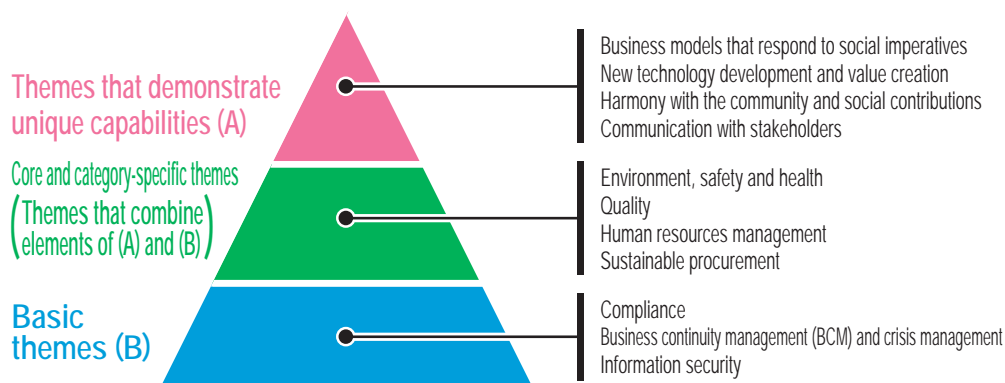 Themes that demonstrate
unique capabilities (A)
Business models that respond to social imperatives
New technology development and value creation
Harmony with the community and social contributions
Communication with stakeholders
Core and category-specific themes
(Themes that combine
elements of (A) and (B))
Environment, safety and health
Quality
Human resources management
Sustainable procurement
Basic
themes (B)
Compliance
Business continuity management (BCM) and crisis management
Information security